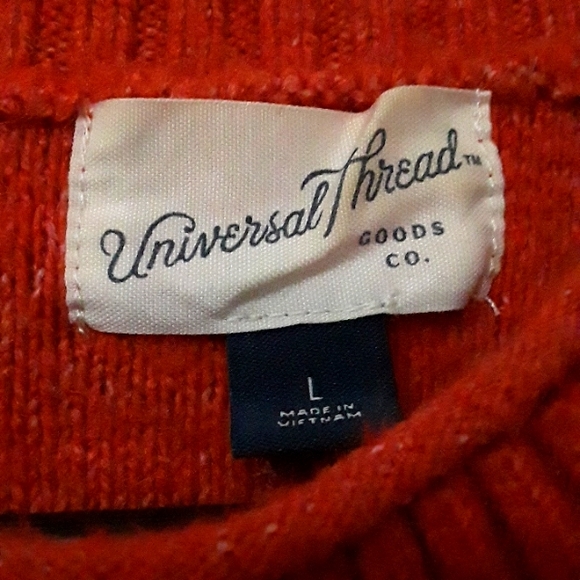 Universal Thread™
GOODS
CO.
L
MADE IN
VIETNAM